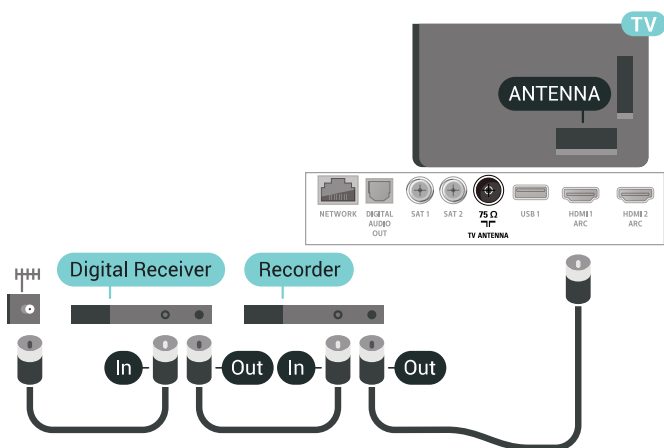 TV
ANTENNA
NETWORK
DIGITAL
AUDIO
OUT
SAT 1
SAT 2
75 Ω
TV ANTENNA
USB 1
HDMI 1
ARC
HDMI 2
ARC
Digital Receiver
Recorder
In
Out
In
Out